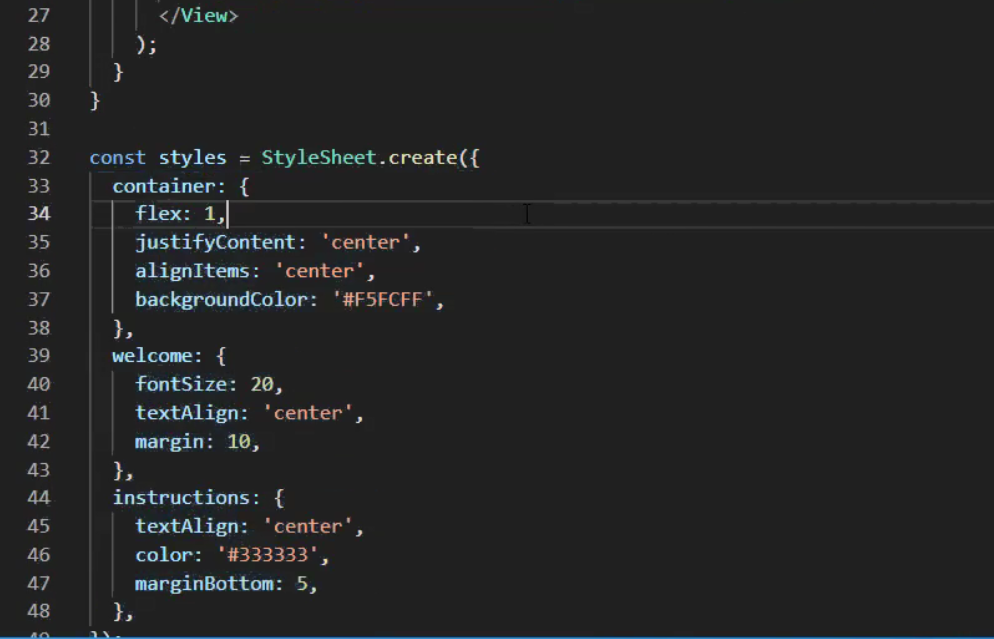 27 </View>
28 );
29 }
30 }
31
32 const styles = StyleSheet.create({
33 container: {
34 flex: 1,
35 justifyContent: 'center',
36 alignItems: 'center',
37 backgroundColor: '#F5FCFF',
38 },
39 welcome: {
40 fontSize: 20,
41 textAlign: 'center',
42 margin: 10,
43 },
44 instructions: {
45 textAlign: 'center',
46 color: '#333333',
47 marginBottom: 5,
48 },
49 });